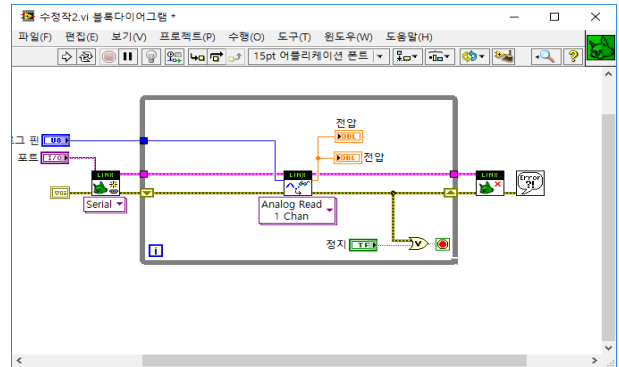 수정작2.vi 블록다이어그램 *
파일(F) 편집(E) 보기(V) 프로젝트(P) 수행(O) 도구(T) 윈도우(W) 도움말(H)
15pt 어플리케이션 폰트
전압
DBL
그 핀 U8
포트 I/O
LINX
LINX
DBL 전압
LINX
Error ?!
Serial
Analog Read
1 Chan
정지 TF
V
i